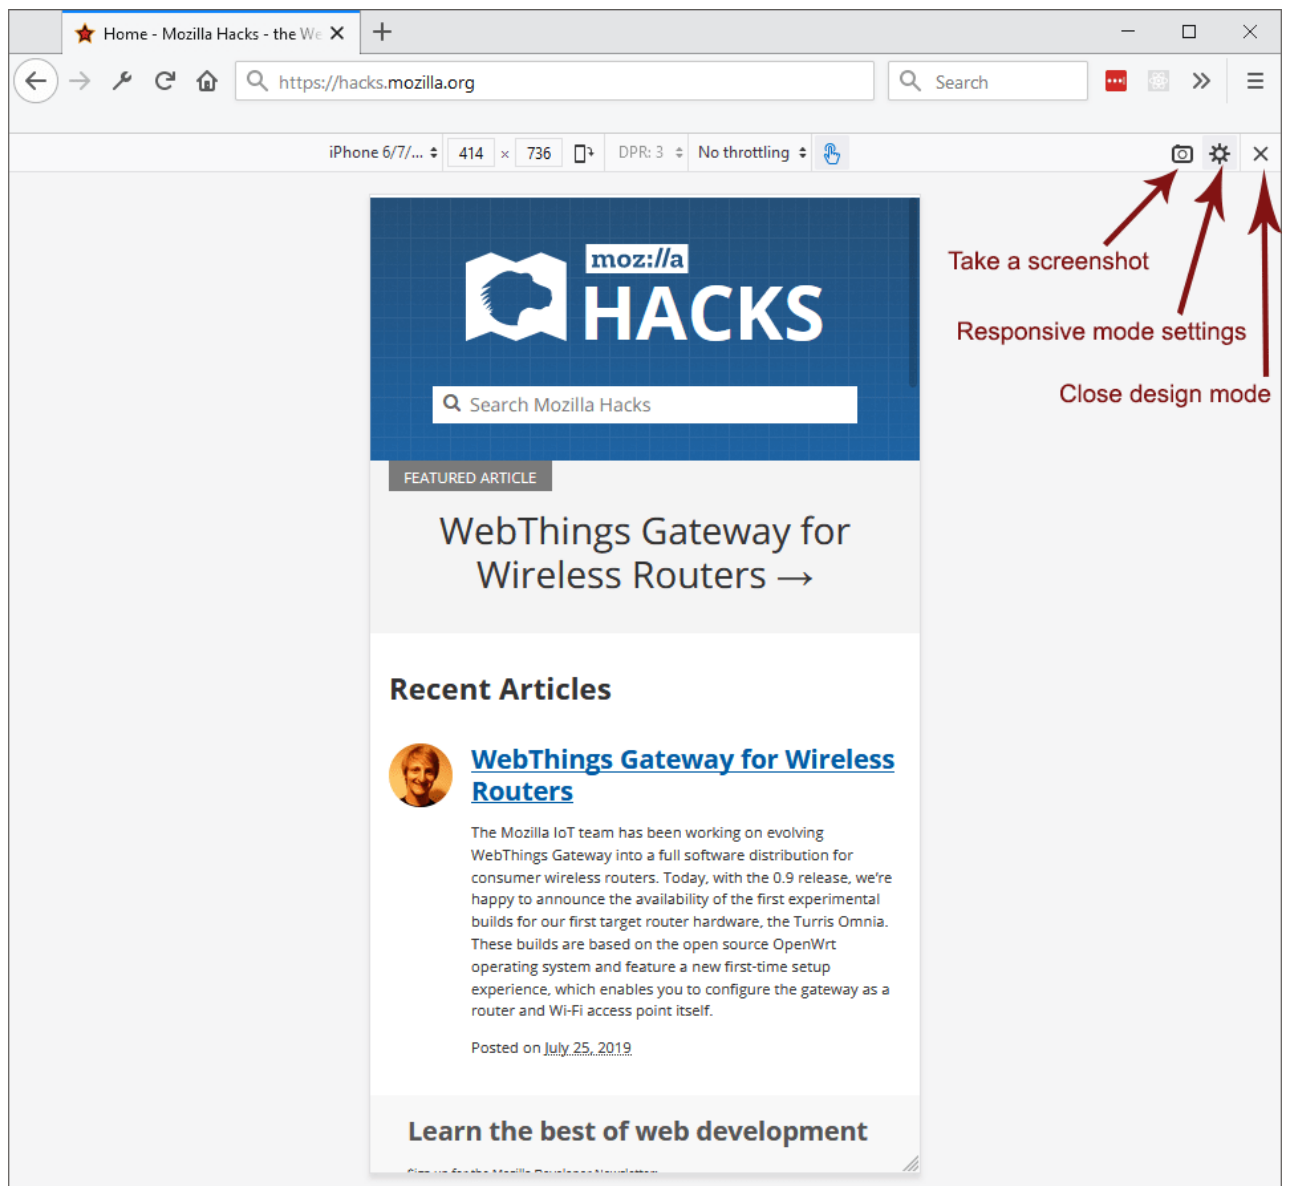 Home - Mozilla Hacks - the We
https://hacks.mozilla.org
Search
iPhone 6/7/... 414 × 736 DPR: 3 No throttling
Take a screenshot
Responsive mode settings
Close design mode
moz://a
HACKS
Search Mozilla Hacks
FEATURED ARTICLE
WebThings Gateway for
Wireless Routers →
Recent Articles
WebThings Gateway for Wireless
Routers
The Mozilla IoT team has been working on evolving
WebThings Gateway into a full software distribution for
consumer wireless routers. Today, with the 0.9 release, we're
happy to announce the availability of the first experimental
builds for our first target router hardware, the Turris Omnia.
These builds are based on the open source OpenWrt
operating system and feature a new first-time setup
experience, which enables you to configure the gateway as a
router and Wi-Fi access point itself.
Posted on July 25, 2019
Learn the best of web development
Sign up for the Mozilla Developer Newsletter: